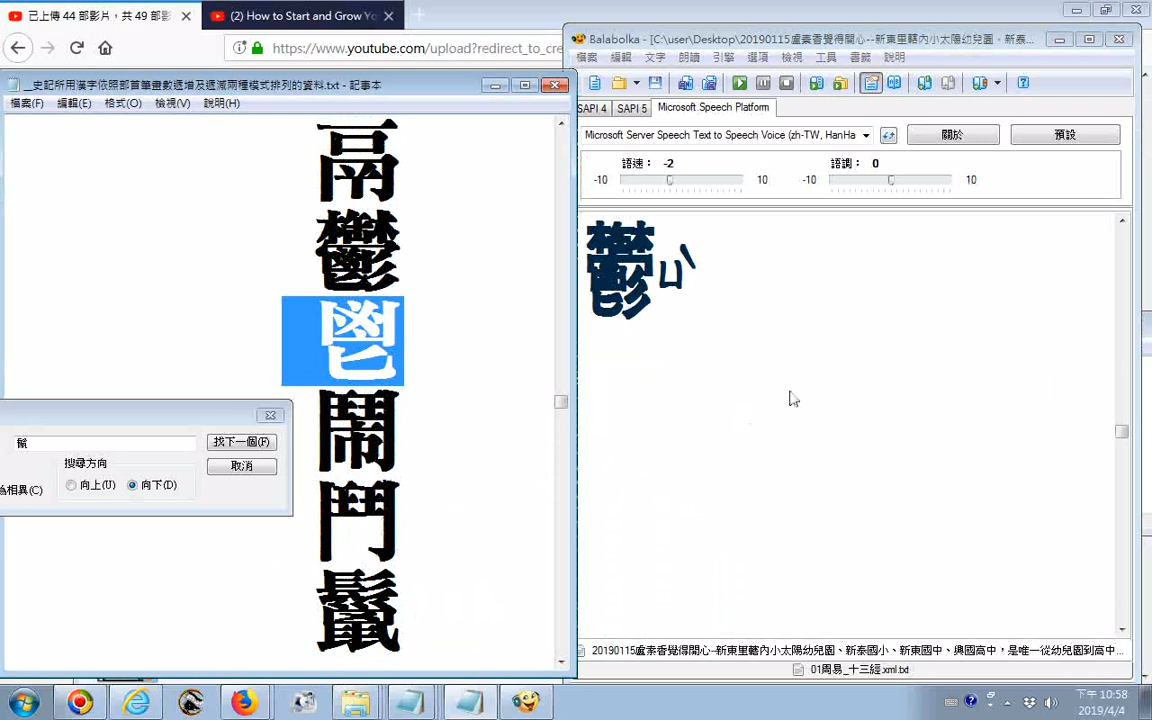 已上傳 44 部影片，共 49 部影
(2) How to Start and Grow Yo
https://www.youtube.com/upload?redirect_to_cre
__史記所用漢字依照部首筆畫遞增及遞減兩種模式排列的資料.txt - 記事本
檔案(F) 編輯(E) 格式(O) 檢視(V) 說明(H)
鬲
鬱
鬯
鬧
鬥
鬣
找下一個(F)
取消
搜尋方向
向上(U) 向下(D)
為相異(C)
Balabolka - [C:\user\Desktop\20190115盧素香覺得開心--新東里轄內小太陽幼兒園、新泰...
檔案 編輯 文字 朗讀 引擎 選項 檢視 工具 書籤 說明
SAPI 4 SAPI 5 Microsoft Speech Platform
Microsoft Server Speech Text to Speech Voice (zh-TW, HanHa
關於 預設
語速： -2 語調： 0
-10 10 -10 10
鬱ㄩˋ
20190115盧素香覺得開心--新東里轄內小太陽幼兒園、新泰國小、新東國中、興國高中，是唯一從幼兒園到高中...
01周易_十三經.xml.txt
下午 10:58
2019/4/4